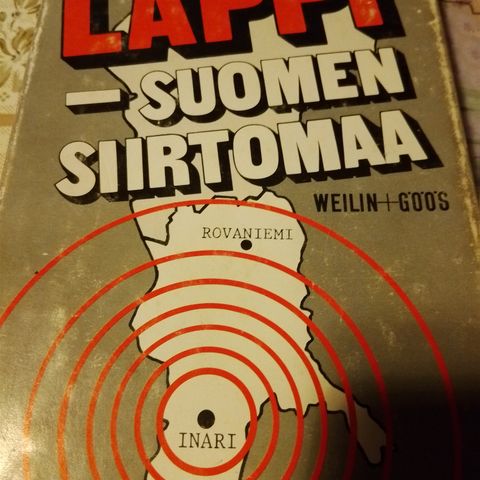 LAPPI
– SUOMEN
SIIRTOMAA
WEILIN+GÖÖS
ROVANIEMI
INARI